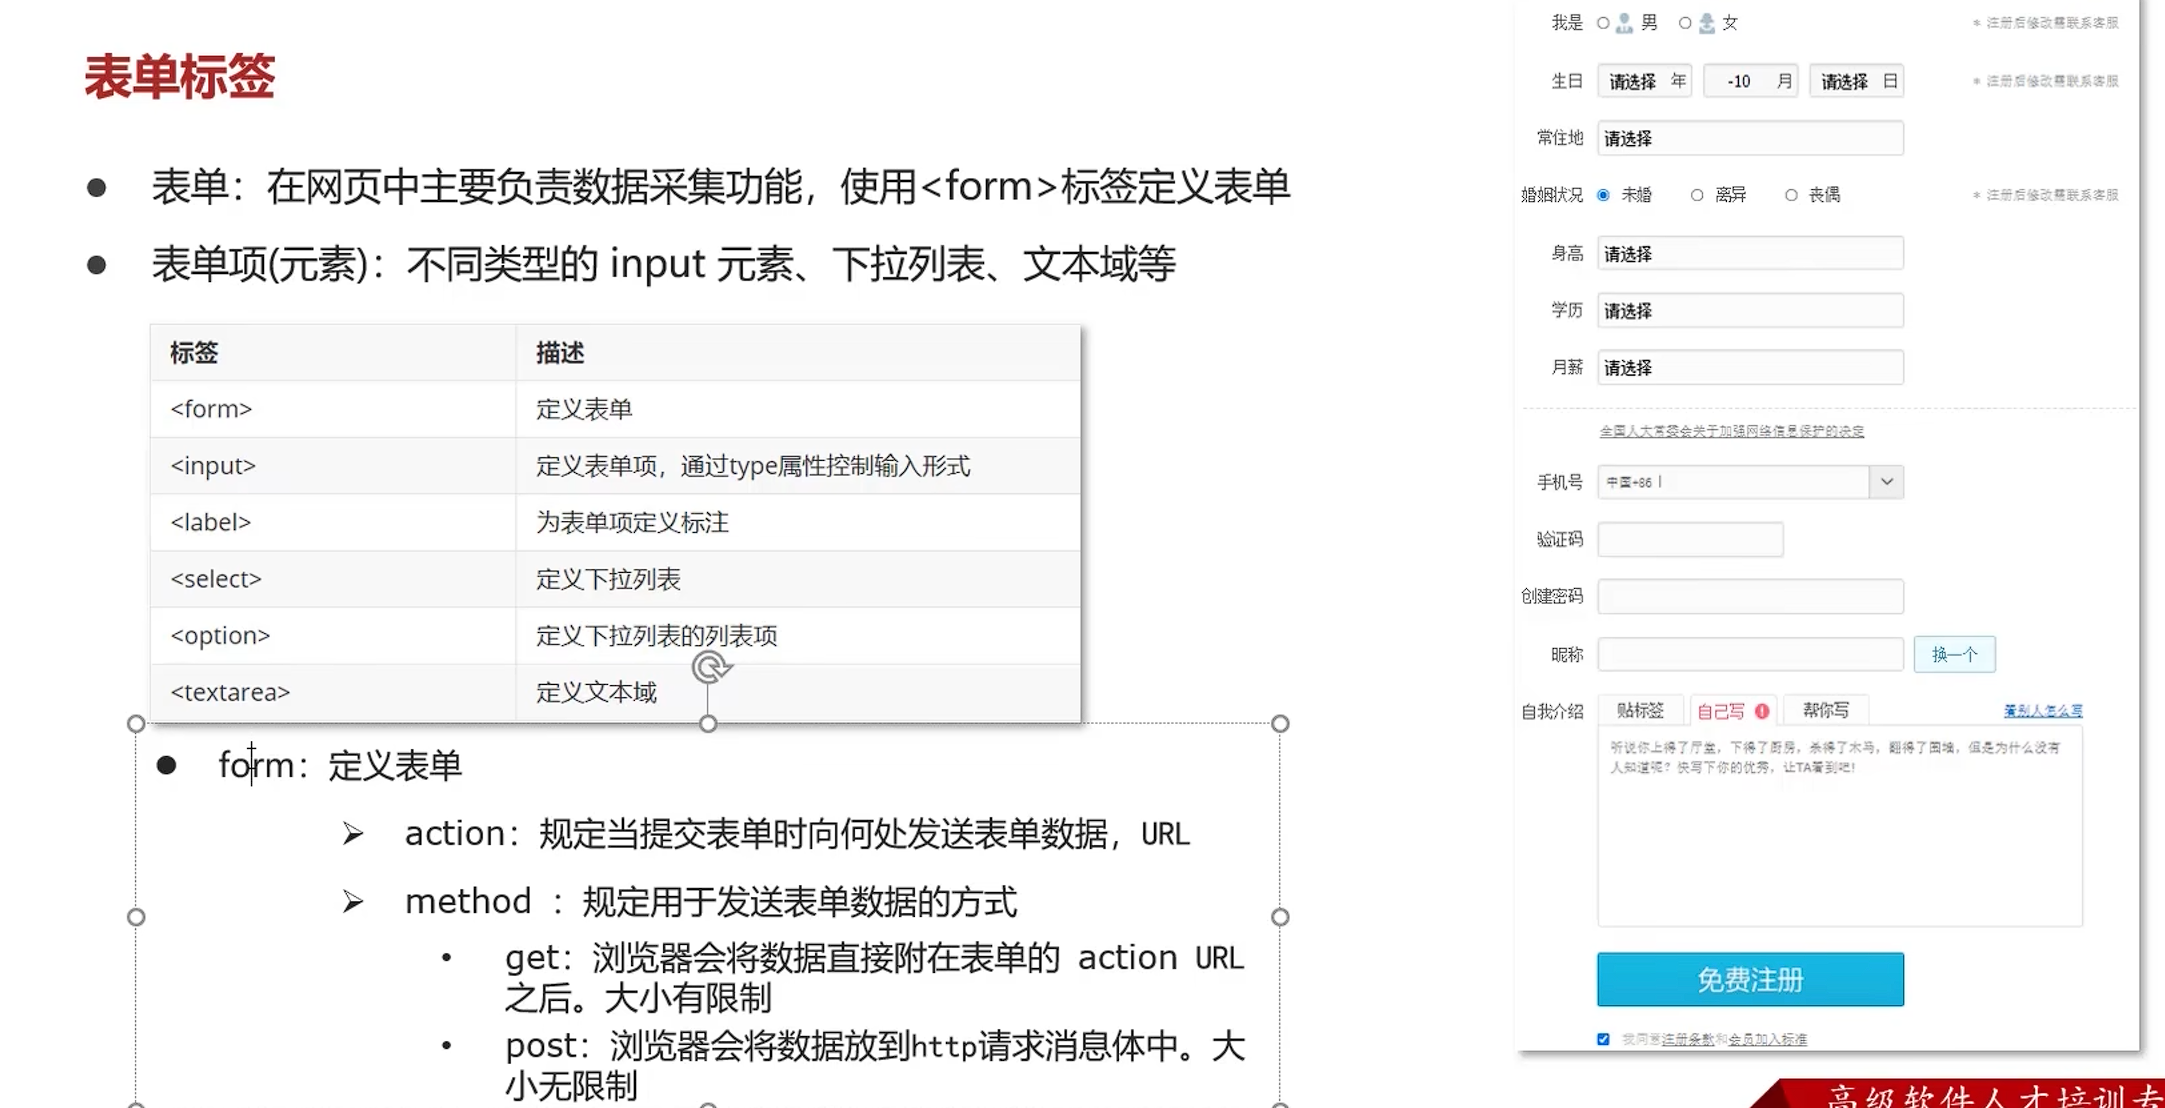 表单标签
● 表单：在网页中主要负责数据采集功能，使用<form>标签定义表单
● 表单项(元素)：不同类型的 input 元素、下拉列表、文本域等
标签 描述
<form> 定义表单
<input> 定义表单项，通过type属性控制输入形式
<label> 为表单项定义标注
<select> 定义下拉列表
<option> 定义下拉列表的列表项
<textarea> 定义文本域
● form：定义表单
➢ action：规定当提交表单时向何处发送表单数据，URL
➢ method ：规定用于发送表单数据的方式
• get：浏览器会将数据直接附在表单的 action URL
之后。大小有限制
• post：浏览器会将数据放到http请求消息体中。大
小无限制
我是 男 女 * 注册后修改需联系客服
生日 请选择 年 -10 月 请选择 日 * 注册后修改需联系客服
常住地 请选择
婚姻状况 未婚 离异 丧偶 * 注册后修改需联系客服
身高 请选择
学历 请选择
月薪 请选择
全国人大常委会关于加强网络信息保护的决定
手机号 中国+86
验证码
创建密码
昵称 换一个
自我介绍 贴标签 自己写 帮你写 看别人怎么写
听说你上得了厅堂，下得了厨房，杀得了木马，翻得了围墙，但是为什么没有
人知道呢？快写下你的优秀，让TA看到吧!
免费注册
我同意注册条款和会员加入标准
高级软件人才培训专